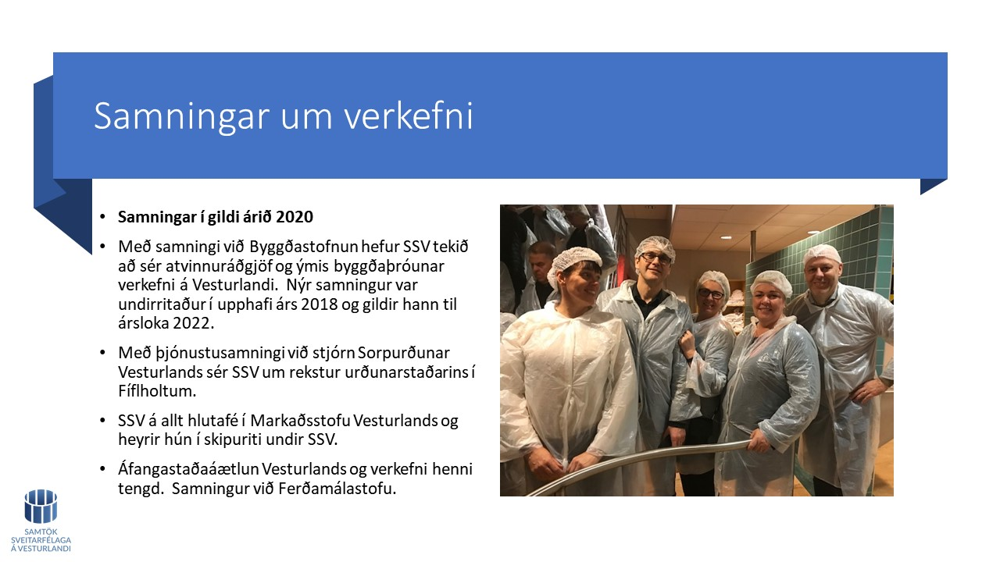 Samningar um verkefni
• Samningar í gildi árið 2020
• Með samningi við Byggðastofnun hefur SSV tekið
að sér atvinnuráðgjöf og ýmis byggðaþróunar
verkefni á Vesturlandi. Nýr samningur var
undirritaður í upphafi árs 2018 og gildir hann til
ársloka 2022.
• Með þjónustusamningi við stjórn Sorpurðunar
Vesturlands sér SSV um rekstur urðunarstaðarins í
Fíflholtum.
• SSV á allt hlutafé í Markaðsstofu Vesturlands og
heyrir hún í skipuriti undir SSV.
• Áfangastaðaáætlun Vesturlands og verkefni henni
tengd. Samningur við Ferðamálastofu.
SAMTÖK
SVEITARFÉLAGA
Á VESTURLANDI